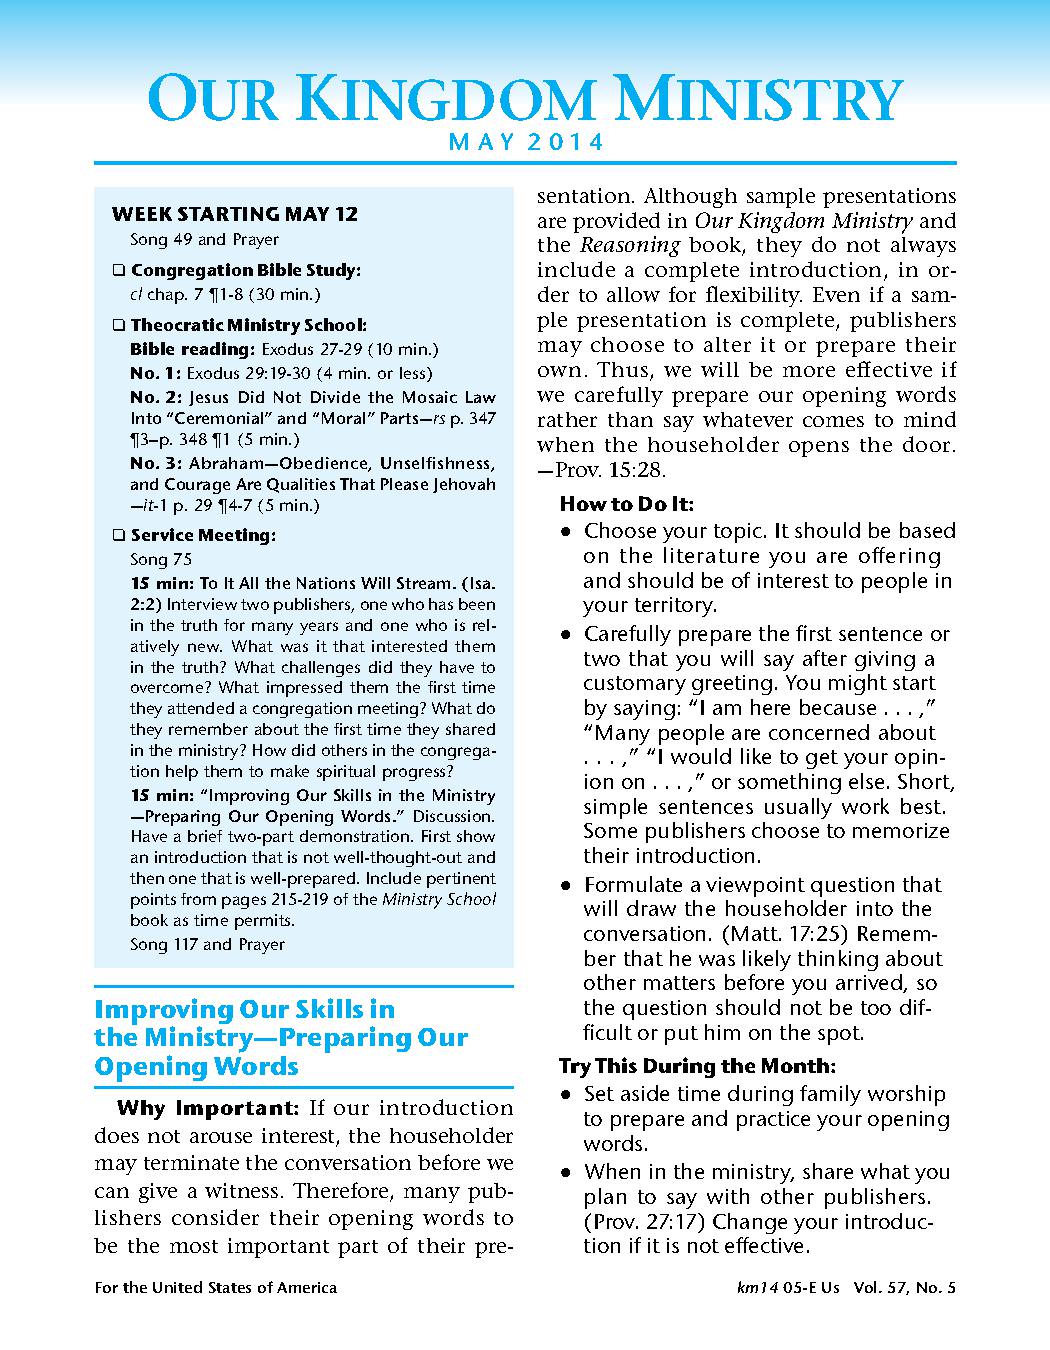 OUR KINGDOM MINISTRY
MAY 2014
WEEK STARTING MAY 12
Song 49 and Prayer
❏ Congregation Bible Study:
cl chap. 7 ¶1-8 (30 min.)
❏ Theocratic Ministry School:
Bible reading: Exodus 27-29 (10 min.)
No. 1: Exodus 29:19-30 (4 min. or less)
No. 2: Jesus Did Not Divide the Mosaic Law
Into “Ceremonial” and “Moral” Parts—rs p. 347
¶3–p. 348 ¶1 (5 min.)
No. 3: Abraham—Obedience, Unselfishness,
and Courage Are Qualities That Please Jehovah
—it-1 p. 29 ¶4-7 (5 min.)
❏ Service Meeting:
Song 75
15 min: To It All the Nations Will Stream. (Isa.
2:2) Interview two publishers, one who has been
in the truth for many years and one who is rel-
atively new. What was it that interested them
in the truth? What challenges did they have to
overcome? What impressed them the first time
they attended a congregation meeting? What do
they remember about the first time they shared
in the ministry? How did others in the congrega-
tion help them to make spiritual progress?
15 min: “Improving Our Skills in the Ministry
—Preparing Our Opening Words.” Discussion.
Have a brief two-part demonstration. First show
an introduction that is not well-thought-out and
then one that is well-prepared. Include pertinent
points from pages 215-219 of the Ministry School
book as time permits.
Song 117 and Prayer
Improving Our Skills in
the Ministry—Preparing Our
Opening Words
Why Important: If our introduction
does not arouse interest, the householder
may terminate the conversation before we
can give a witness. Therefore, many pub-
lishers consider their opening words to
be the most important part of their pre-
sentation. Although sample presentations
are provided in Our Kingdom Ministry and
the Reasoning book, they do not always
include a complete introduction, in or-
der to allow for flexibility. Even if a sam-
ple presentation is complete, publishers
may choose to alter it or prepare their
own. Thus, we will be more effective if
we carefully prepare our opening words
rather than say whatever comes to mind
when the householder opens the door.
—Prov. 15:28.
How to Do It:
● Choose your topic. It should be based
on the literature you are offering
and should be of interest to people in
your territory.
● Carefully prepare the first sentence or
two that you will say after giving a
customary greeting. You might start
by saying: “I am here because . . . ,”
“Many people are concerned about
. . . ,” “I would like to get your opin-
ion on . . . ,” or something else. Short,
simple sentences usually work best.
Some publishers choose to memorize
their introduction.
● Formulate a viewpoint question that
will draw the householder into the
conversation. (Matt. 17:25) Remem-
ber that he was likely thinking about
other matters before you arrived, so
the question should not be too dif-
ficult or put him on the spot.
Try This During the Month:
● Set aside time during family worship
to prepare and practice your opening
words.
● When in the ministry, share what you
plan to say with other publishers.
(Prov. 27:17) Change your introduc-
tion if it is not effective.
For the United States of America
km14 05-E Us Vol. 57, No. 5